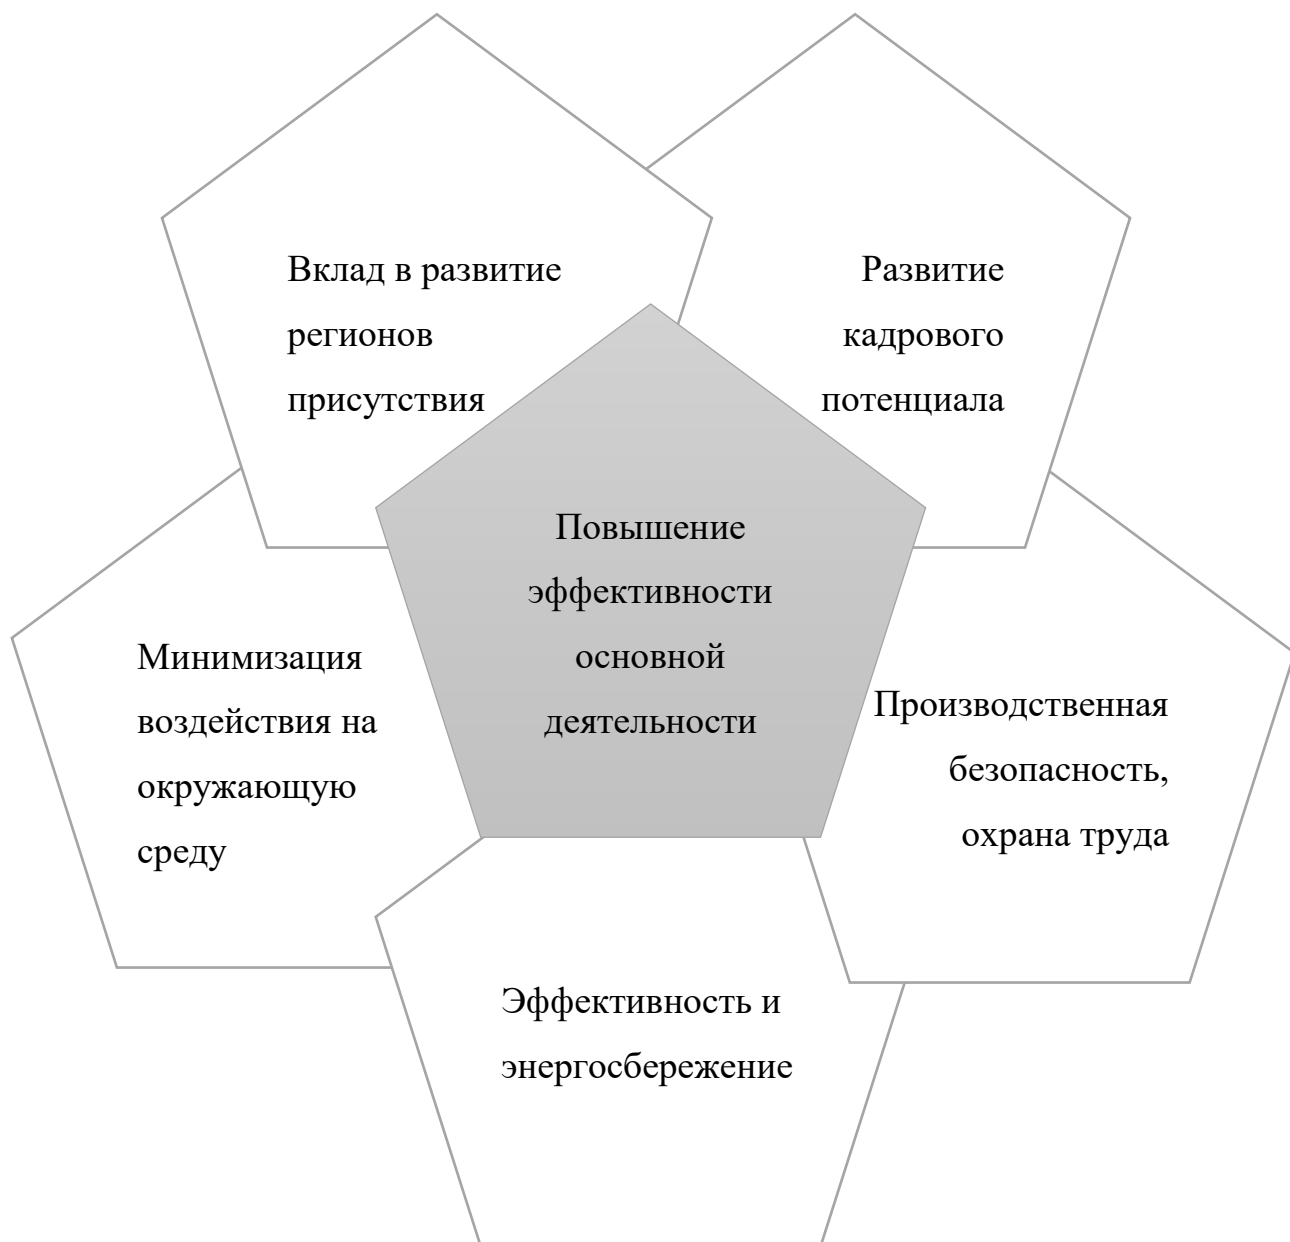 Вклад в развитие
регионов
присутствия
Развитие
кадрового
потенциала
Повышение
эффективности
основной
деятельности
Минимизация
воздействия на
окружающую
среду
Производственная
безопасность,
охрана труда
Эффективность и
энергосбережение